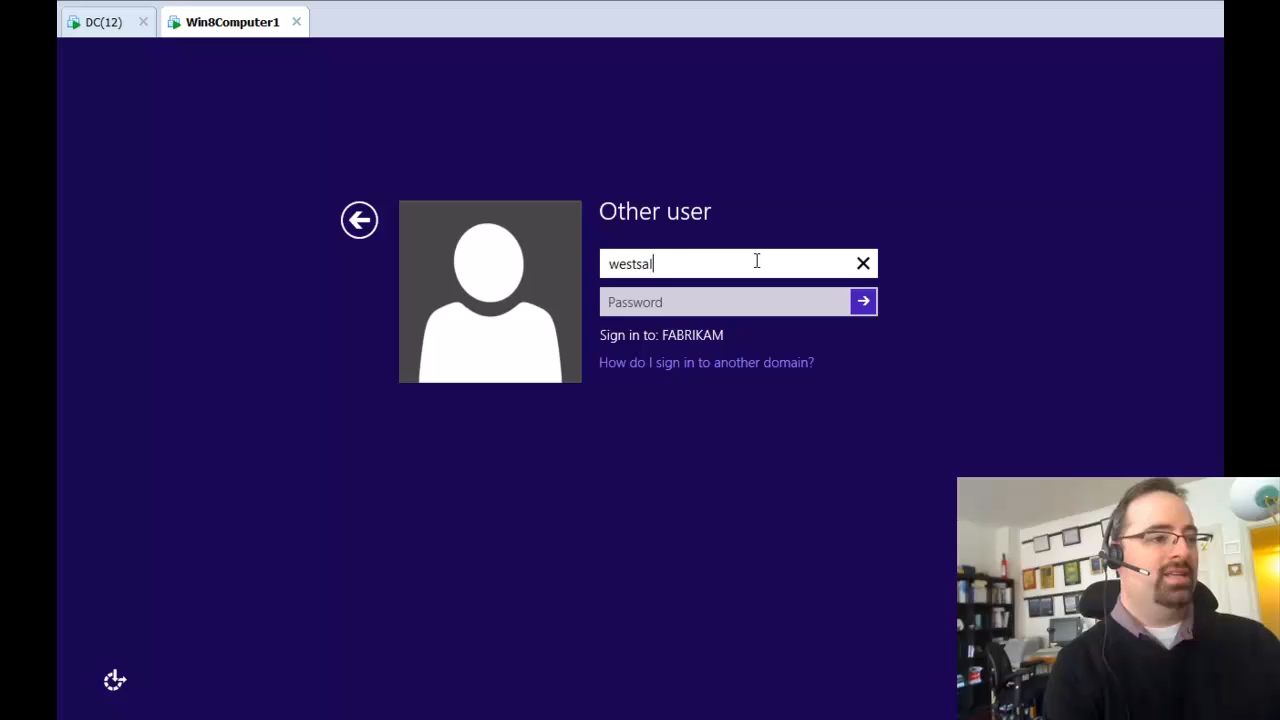 DC(12)
Win8Computer1
Other user
westsal
Password
Sign in to: FABRIKAM
How do I sign in to another domain?